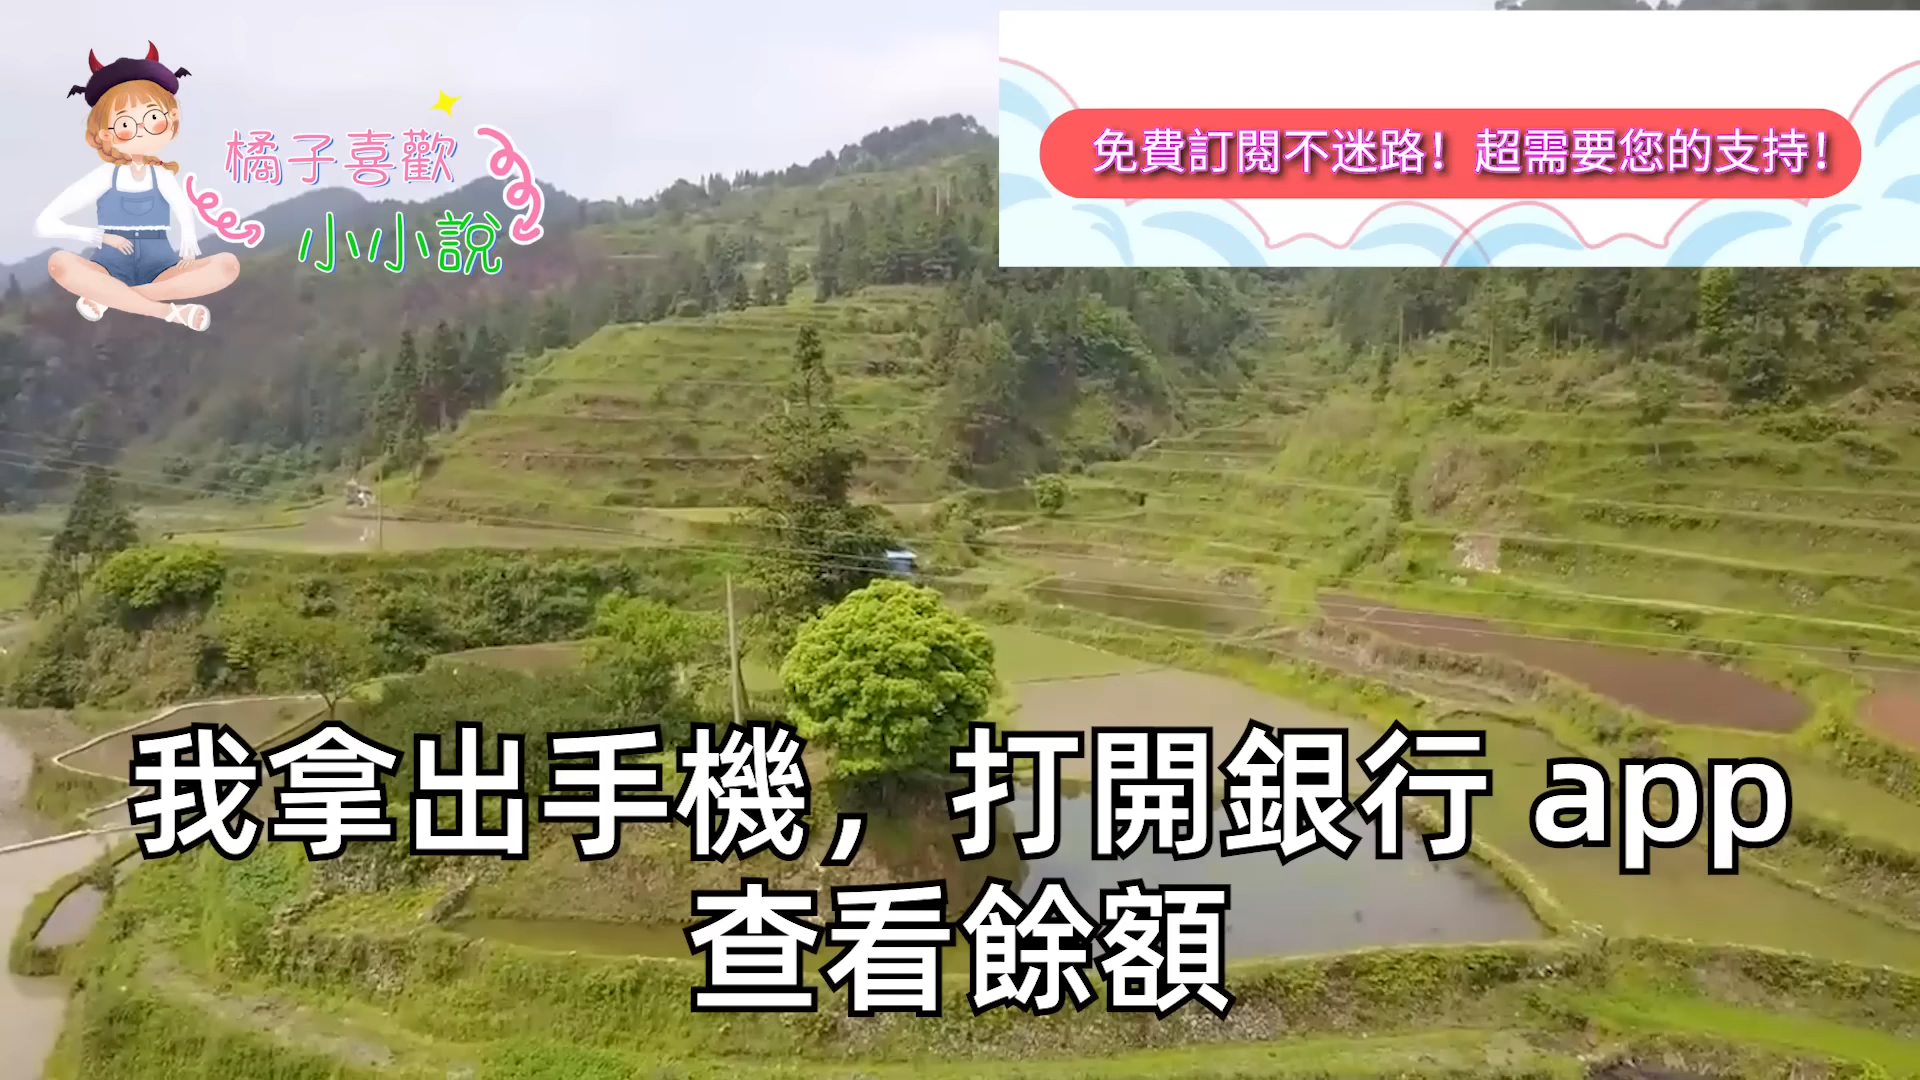 橘子喜歡
小小說
免費訂閱不迷路！超需要您的支持！
我拿出手機，打開銀行 app
查看餘額